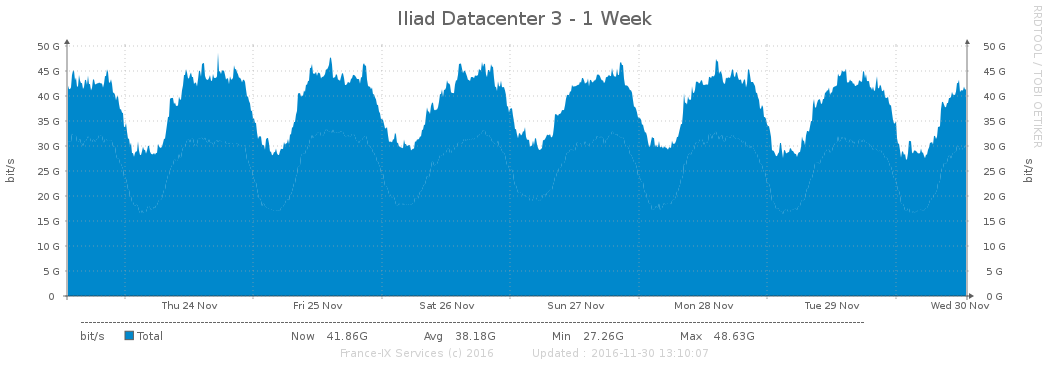 Iliad Datacenter 3 - 1 Week
RRDTOOL / TOBI OETIKER
bit/s
50 G
45 G
40 G
35 G
30 G
25 G
20 G
15 G
10 G
5 G
0
50 G
45 G
40 G
35 G
30 G
25 G
20 G
15 G
10 G
5 G
0 G
bit/s
Thu 24 Nov Fri 25 Nov Sat 26 Nov Sun 27 Nov Mon 28 Nov Tue 29 Nov Wed 30 Nov
bit/s Total Now 41.86G Avg 38.18G Min 27.26G Max 48.63G
France-IX Services (c) 2016 Updated : 2016-11-30 13:10:07